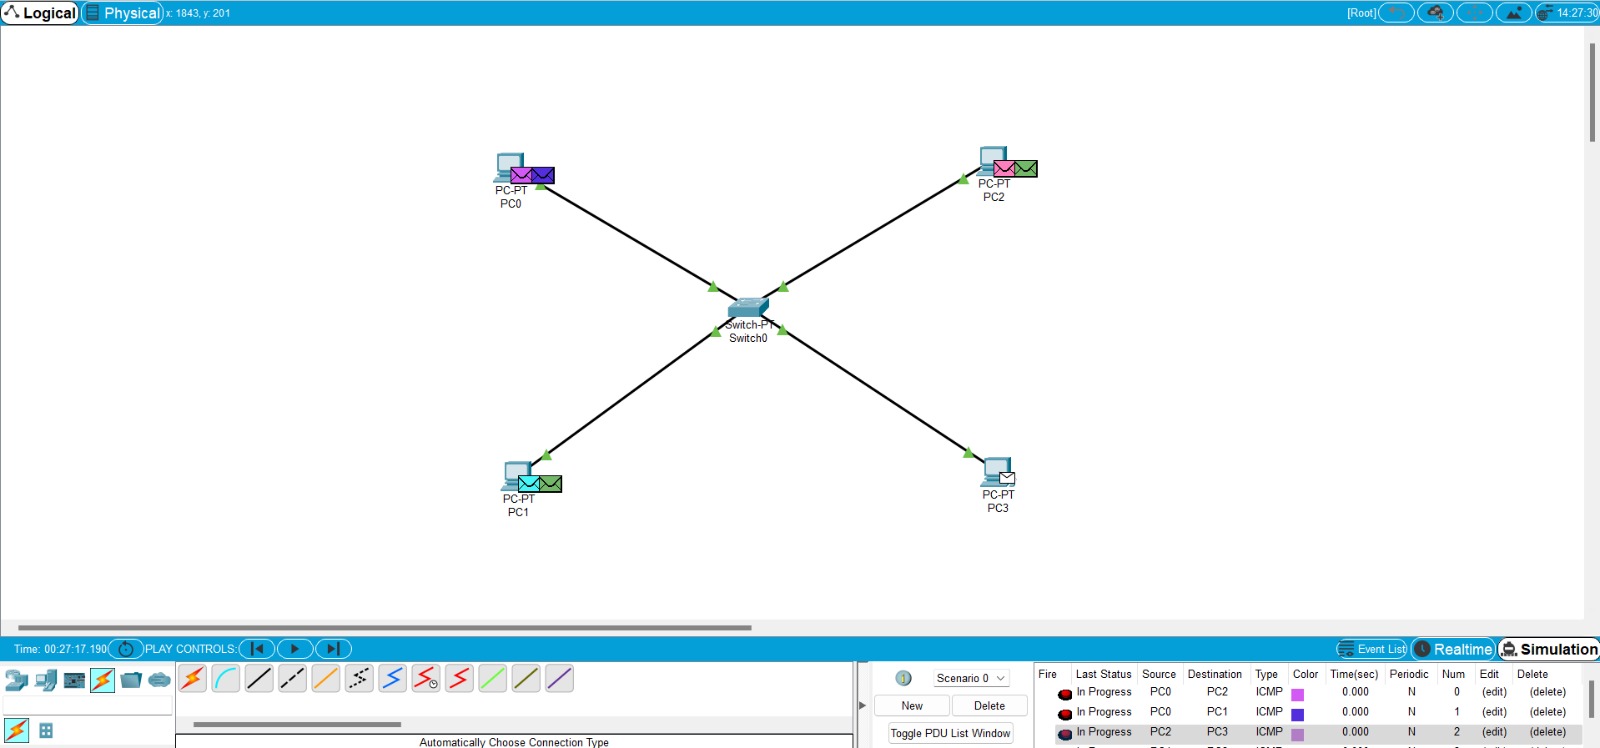 Logical Physical x: 1843, y: 201 [Root] 14:27:30
PC-PT
PC0
PC-PT
PC2
Switch-PT
Switch0
PC-PT
PC1
PC-PT
PC3
Time: 00:27:17.190 PLAY CONTROLS: Event List Realtime Simulation
Scenario 0
New Delete
Toggle PDU List Window
Automatically Choose Connection Type
Fire Last Status Source Destination Type Color Time(sec) Periodic Num Edit Delete
In Progress PC0 PC2 ICMP 0.000 N 0 (edit) (delete)
In Progress PC0 PC1 ICMP 0.000 N 1 (edit) (delete)
In Progress PC2 PC3 ICMP 0.000 N 2 (edit) (delete)